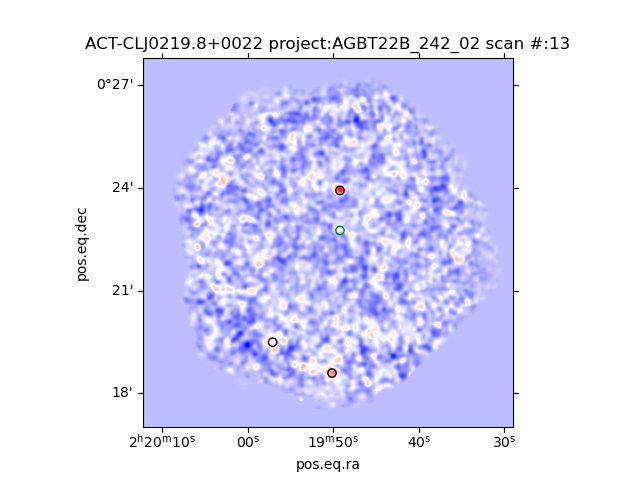 ACT-CLJ0219.8+0022 project:AGBT22B_242_02 scan #:13
0°27'
24'
21'
18'
pos.eq.dec
2ʰ20ᵐ10ˢ 00ˢ 19ᵐ50ˢ 40ˢ 30ˢ
pos.eq.ra